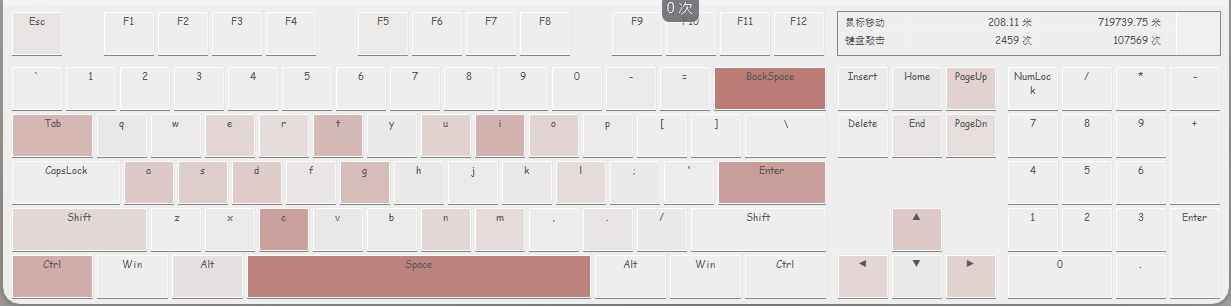 0 次
Esc F1 F2 F3 F4 F5 F6 F7 F8 F9 F10 F11 F12
鼠标移动 208.11 米 719739.75 米
键盘敲击 2459 次 107569 次
` 1 2 3 4 5 6 7 8 9 0 - = BackSpace Insert Home PageUp NumLoc
k / * -
Tab q w e r t y u i o p [ ] \ Delete End PageDn 7 8 9 +
CapsLock a s d f g h j k l ; ' Enter 4 5 6
Shift z x c v b n m , . / Shift ▲ 1 2 3 Enter
Ctrl Win Alt Space Alt Win Ctrl ◄ ▼ ► 0 .